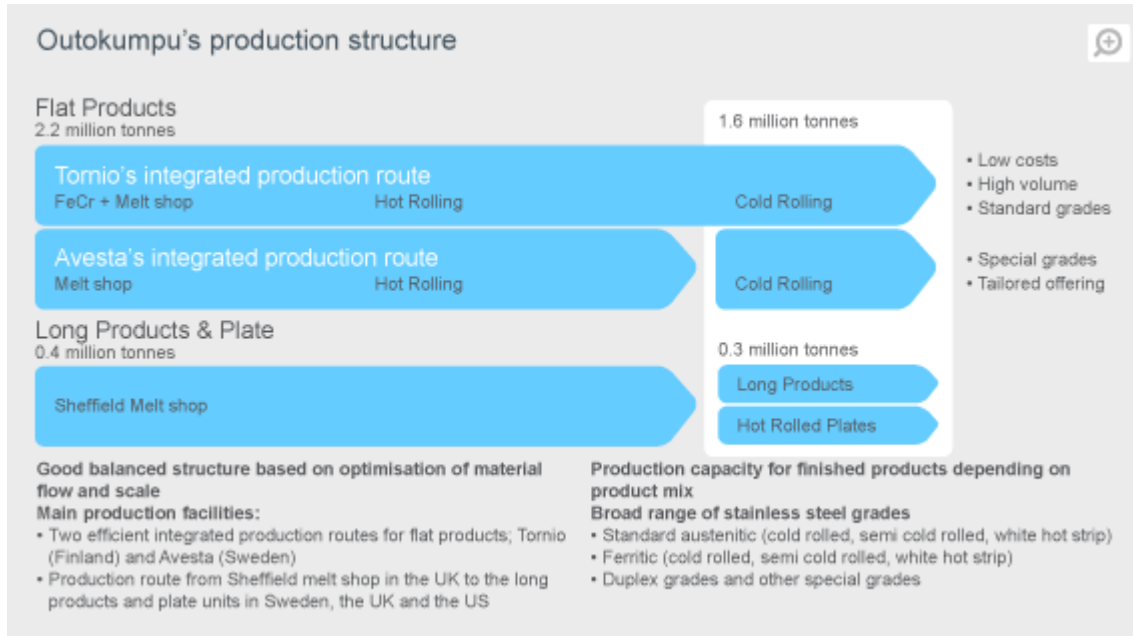 Outokumpu's production structure
Flat Products
2.2 million tonnes
1.6 million tonnes
Tornio's integrated production route
FeCr + Melt shop
Hot Rolling
Cold Rolling
• Low costs
• High volume
• Standard grades
Avesta's integrated production route
Melt shop
Hot Rolling
Cold Rolling
• Special grades
• Tailored offering
Long Products & Plate
0.4 million tonnes
0.3 million tonnes
Sheffield Melt shop
Long Products
Hot Rolled Plates
Good balanced structure based on optimisation of material
flow and scale
Main production facilities:
• Two efficient integrated production routes for flat products; Tornio
(Finland) and Avesta (Sweden)
• Production route from Sheffield melt shop in the UK to the long
products and plate units in Sweden, the UK and the US
Production capacity for finished products depending on
product mix
Broad range of stainless steel grades
• Standard austenitic (cold rolled, semi cold rolled, white hot strip)
• Ferritic (cold rolled, semi cold rolled, white hot strip)
• Duplex grades and other special grades